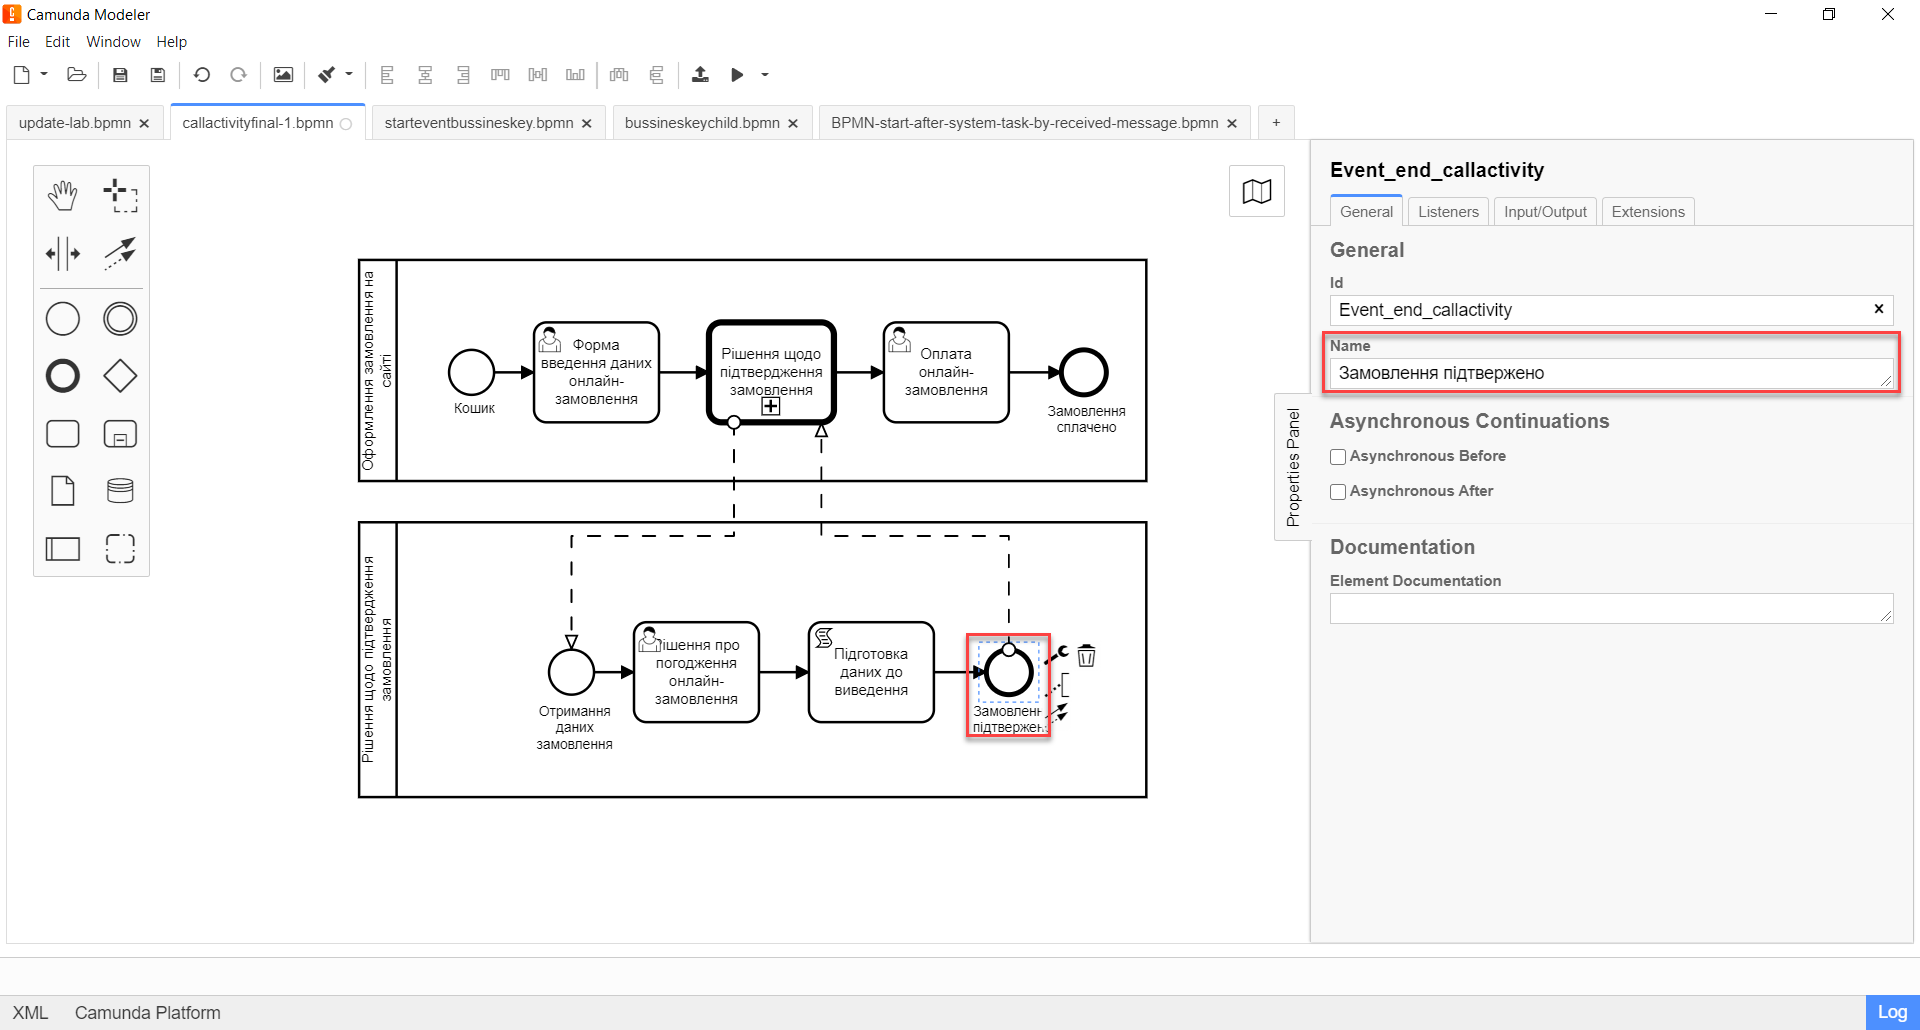 Camunda Modeler
File Edit Window Help
update-lab.bpmn
callactivityfinal-1.bpmn
starteventbussineskey.bpmn
bussineskeychild.bpmn
BPMN-start-after-system-task-by-received-message.bpmn
+
Оформлення замовлення на
сайті
Кошик
Форма
введення даних
онлайн-
замовлення
Рішення щодо
підтвердження
замовлення
Оплата
онлайн-
замовлення
Замовлення
сплачено
Рішення щодо підтвердження
замовлення
Отримання
даних
замовлення
ішення про
погодження
онлайн-
замовлення
Підготовка
даних до
виведення
Замовлен
підтвержен
Properties Panel
Event_end_callactivity
General Listeners Input/Output Extensions
General
Id
Event_end_callactivity
Name
Замовлення підтвержено
Asynchronous Continuations
Asynchronous Before
Asynchronous After
Documentation
Element Documentation
XML Camunda Platform
Log